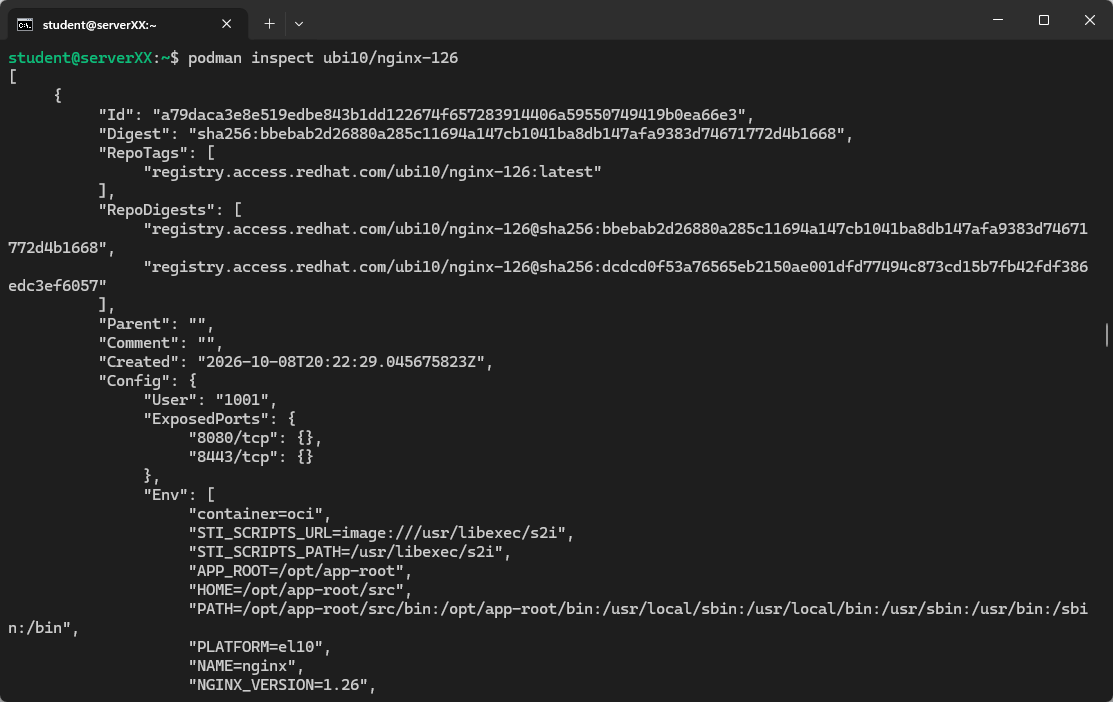 student@serverXX:~
student@serverXX:~$ podman inspect ubi10/nginx-126
[
     {
          "Id": "a79daca3e8e519edbe843b1dd122674f657283914406a59550749419b0ea66e3",
          "Digest": "sha256:bbebab2d26880a285c11694a147cb1041ba8db147afa9383d74671772d4b1668",
          "RepoTags": [
               "registry.access.redhat.com/ubi10/nginx-126:latest"
          ],
          "RepoDigests": [
               "registry.access.redhat.com/ubi10/nginx-126@sha256:bbebab2d26880a285c11694a147cb1041ba8db147afa9383d74671
772d4b1668",
               "registry.access.redhat.com/ubi10/nginx-126@sha256:dcdcd0f53a76565eb2150ae001dfd77494c873cd15b7fb42fdf386
edc3ef6057"
          ],
          "Parent": "",
          "Comment": "",
          "Created": "2026-10-08T20:22:29.045675823Z",
          "Config": {
               "User": "1001",
               "ExposedPorts": {
                    "8080/tcp": {},
                    "8443/tcp": {}
               },
               "Env": [
                    "container=oci",
                    "STI_SCRIPTS_URL=image:///usr/libexec/s2i",
                    "STI_SCRIPTS_PATH=/usr/libexec/s2i",
                    "APP_ROOT=/opt/app-root",
                    "HOME=/opt/app-root/src",
                    "PATH=/opt/app-root/src/bin:/opt/app-root/bin:/usr/local/sbin:/usr/local/bin:/usr/sbin:/usr/bin:/sbi
n:/bin",
                    "PLATFORM=el10",
                    "NAME=nginx",
                    "NGINX_VERSION=1.26",